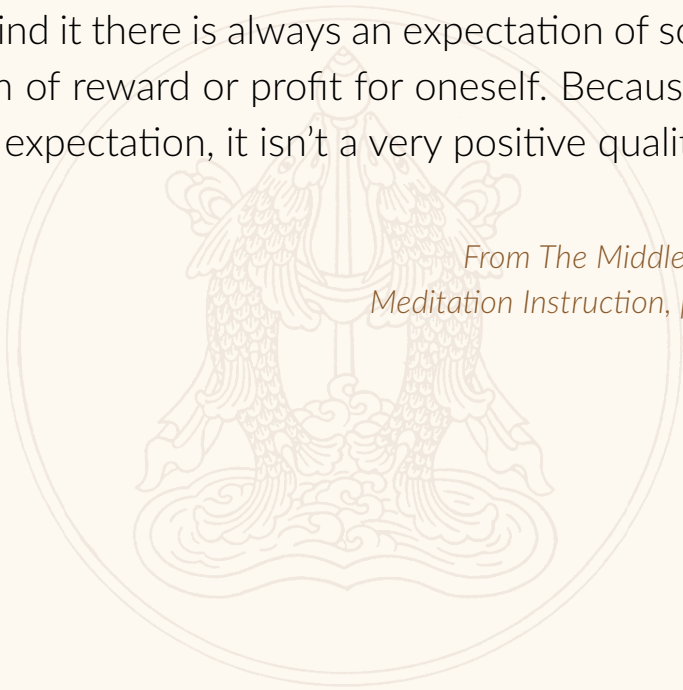 ind it there is always an expectation of so
n of reward or profit for oneself. Becaus
expectation, it isn’t a very positive qualit
From The Middle
Meditation Instruction,